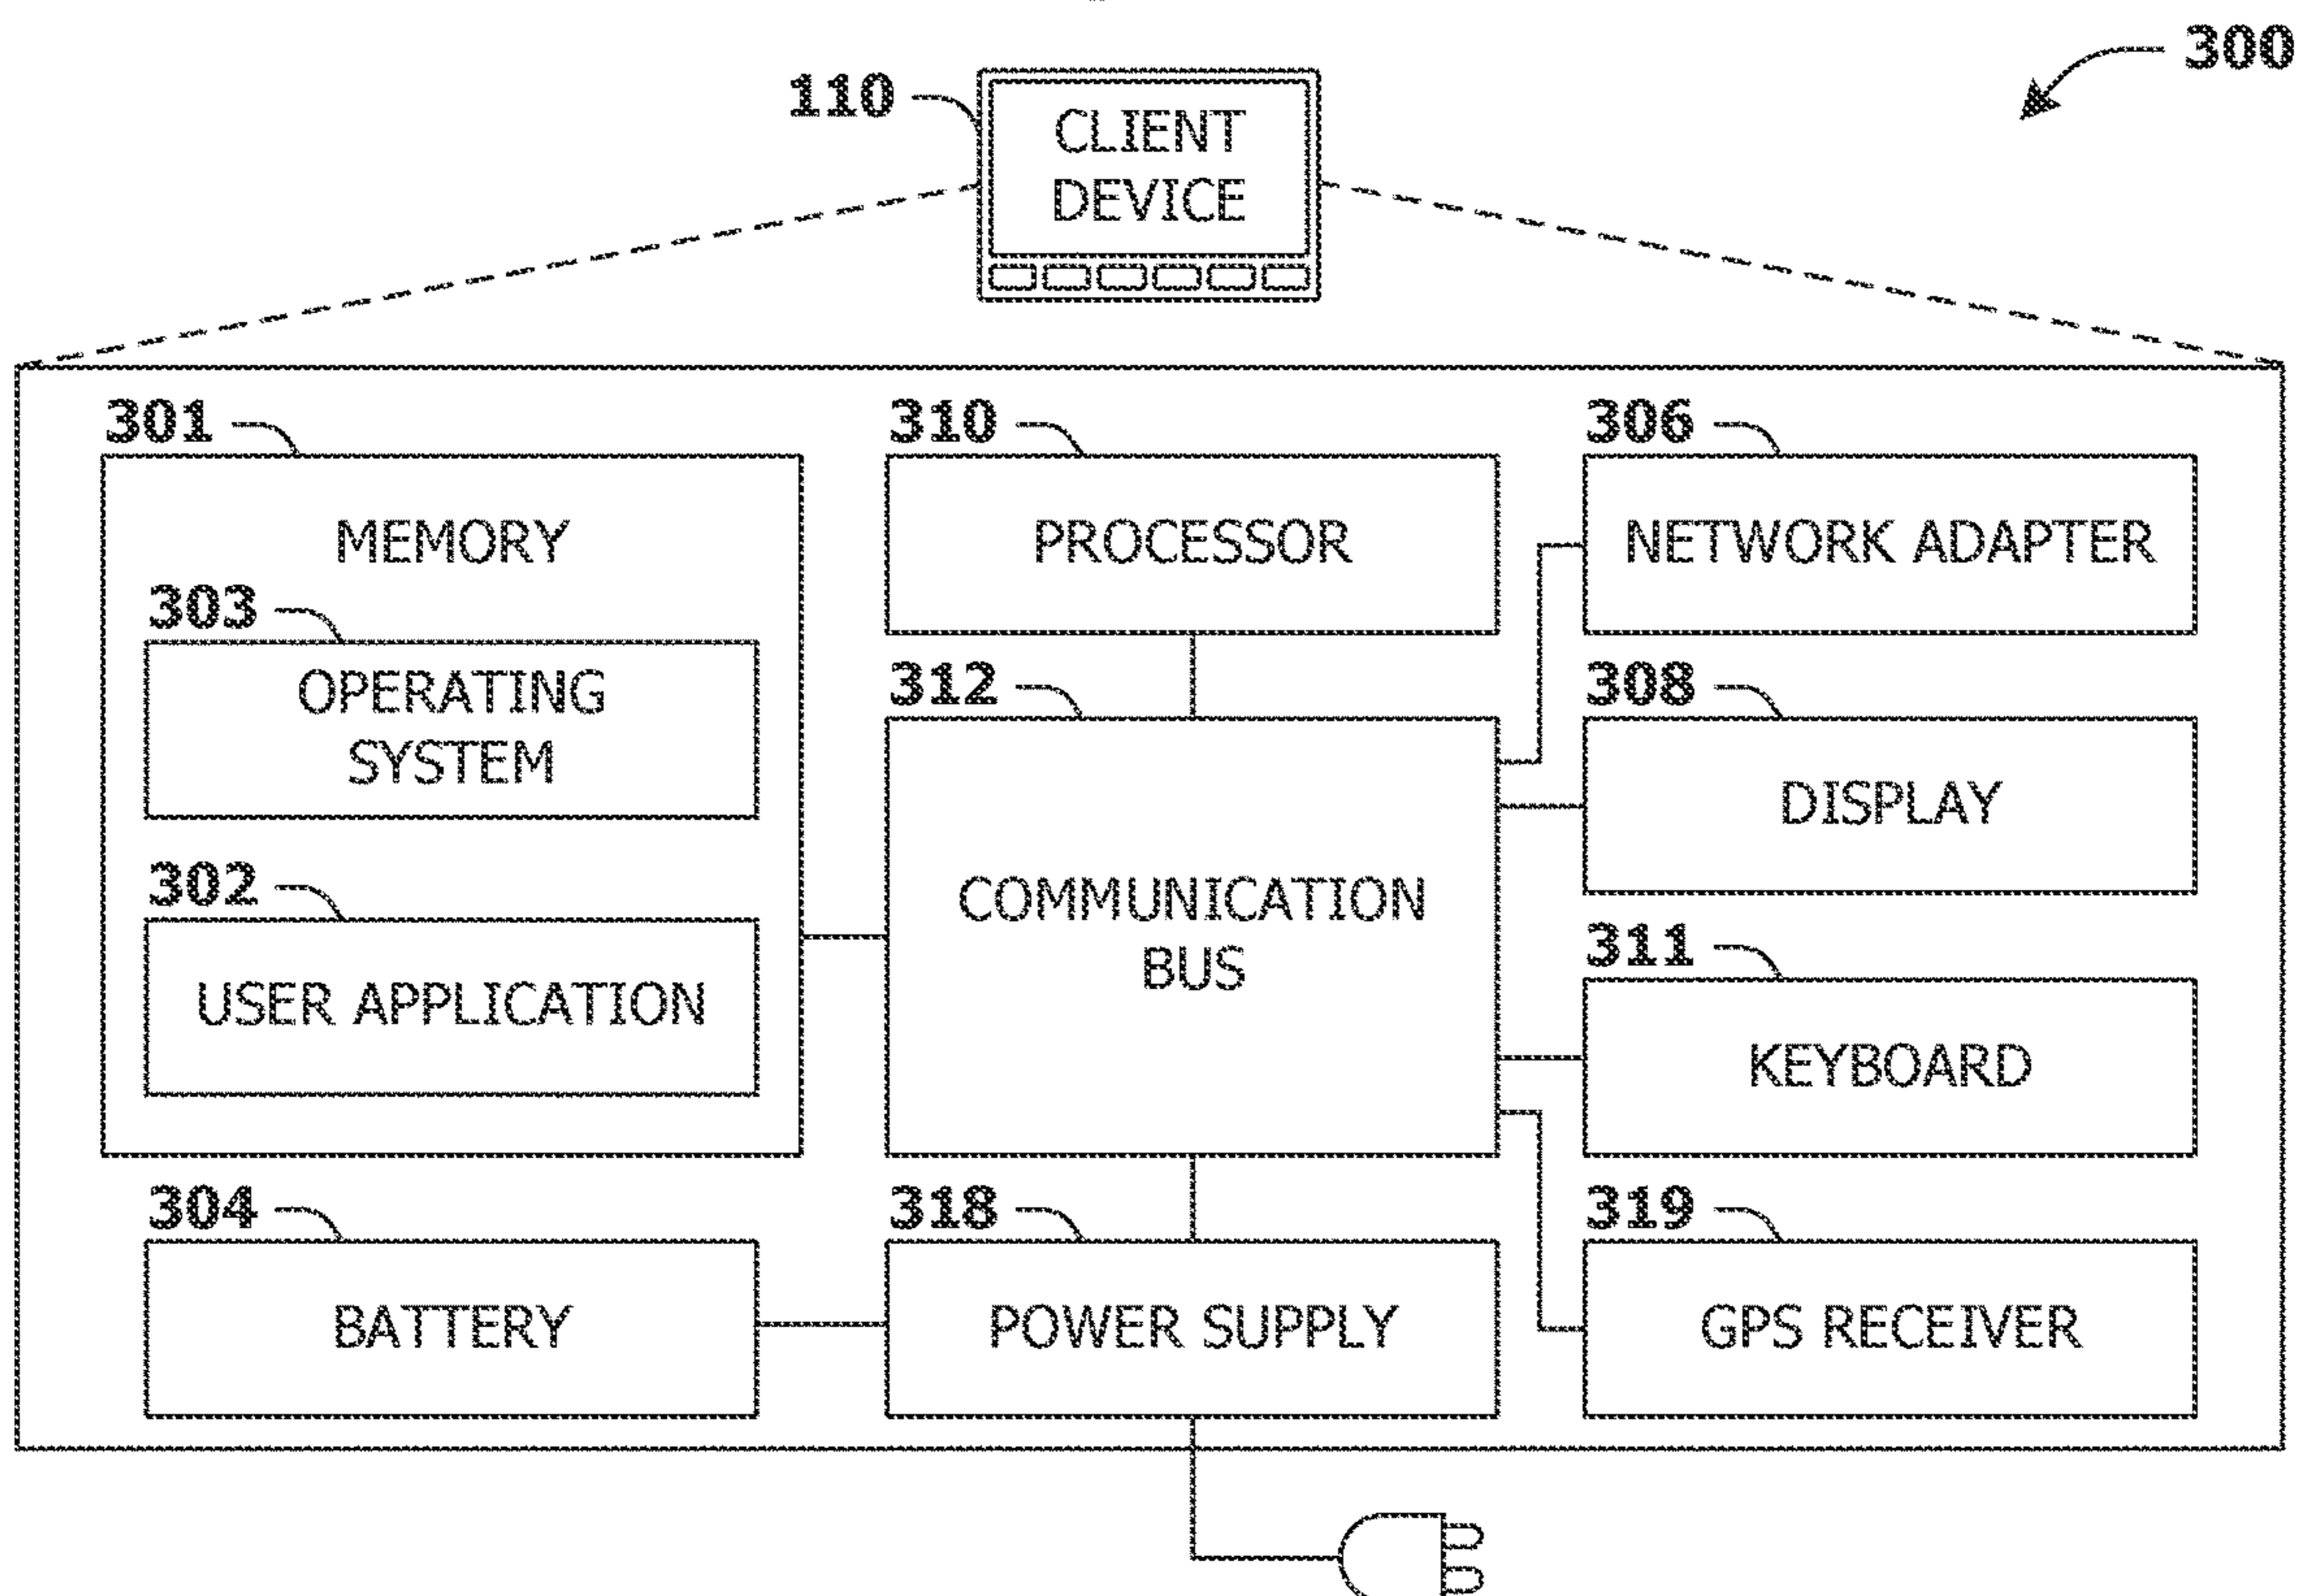 300
110
CLIENT
DEVICE
301
310
306
MEMORY
PROCESSOR
NETWORK ADAPTER
303
312
308
OPERATING
SYSTEM
DISPLAY
302
COMMUNICATION
BUS
311
USER APPLICATION
KEYBOARD
304
318
319
BATTERY
POWER SUPPLY
GPS RECEIVER